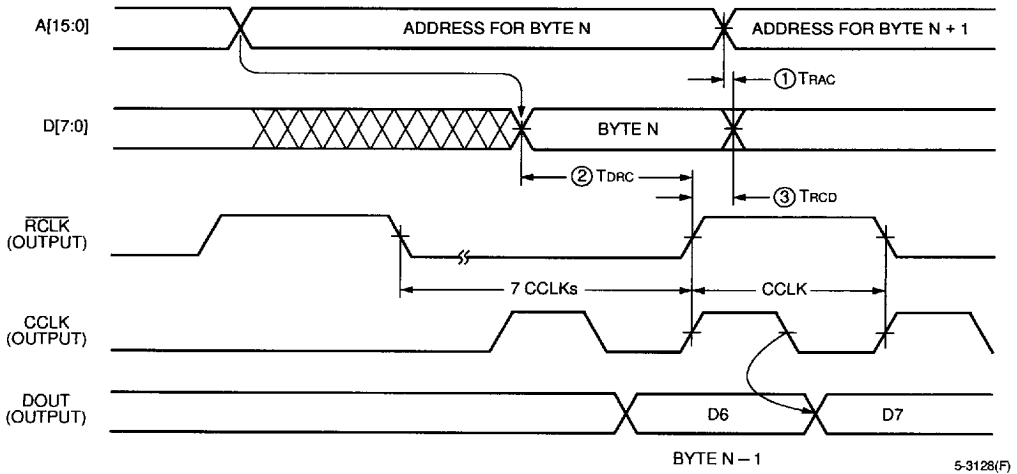 A[15:0]
ADDRESS FOR BYTE N
ADDRESS FOR BYTE N + 1
① TRAC
D[7:0]
BYTE N
② TDRC
③ TRCD
RCLK
(OUTPUT)
7 CCLKs
CCLK
CCLK
(OUTPUT)
DOUT
(OUTPUT)
D6
D7
BYTE N – 1
5-3128(F)